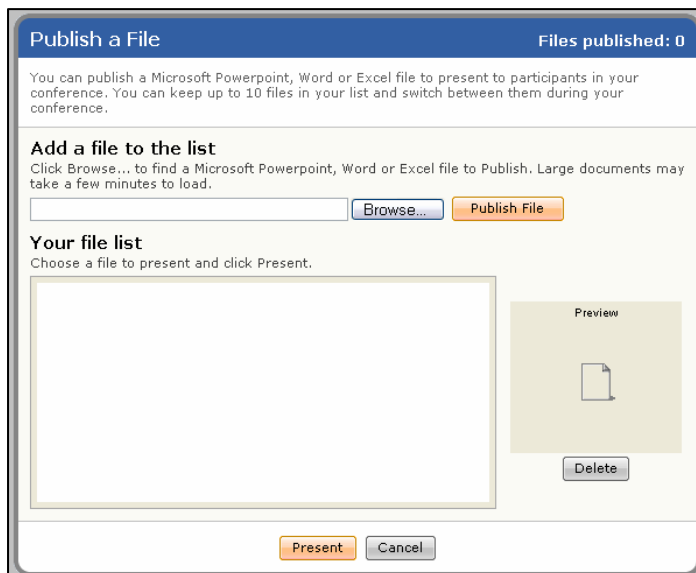 Publish a File
Files published: 0
You can publish a Microsoft Powerpoint, Word or Excel file to present to participants in your
conference. You can keep up to 10 files in your list and switch between them during your
conference.
Add a file to the list
Click Browse... to find a Microsoft Powerpoint, Word or Excel file to Publish. Large documents may
take a few minutes to load.
Browse... Publish File
Your file list
Choose a file to present and click Present.
Preview
Delete
Present Cancel